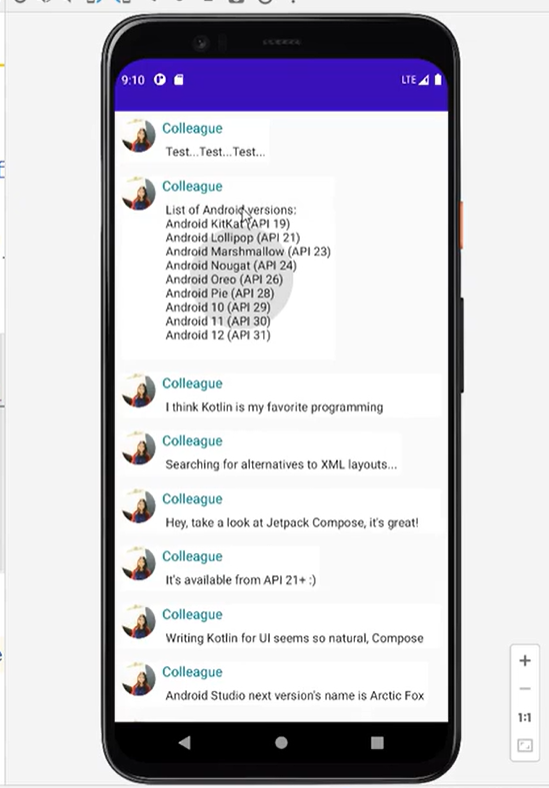 9:10
LTE
Colleague
Test...Test...Test...
Colleague
List of Android versions:
Android KitKat (API 19)
Android Lollipop (API 21)
Android Marshmallow (API 23)
Android Nougat (API 24)
Android Oreo (API 26)
Android Pie (API 28)
Android 10 (API 29)
Android 11 (API 30)
Android 12 (API 31)
Colleague
I think Kotlin is my favorite programming
Colleague
Searching for alternatives to XML layouts...
Colleague
Hey, take a look at Jetpack Compose, it's great!
Colleague
It's available from API 21+ :)
Colleague
Writing Kotlin for UI seems so natural, Compose
Colleague
Android Studio next version's name is Arctic Fox
1:1